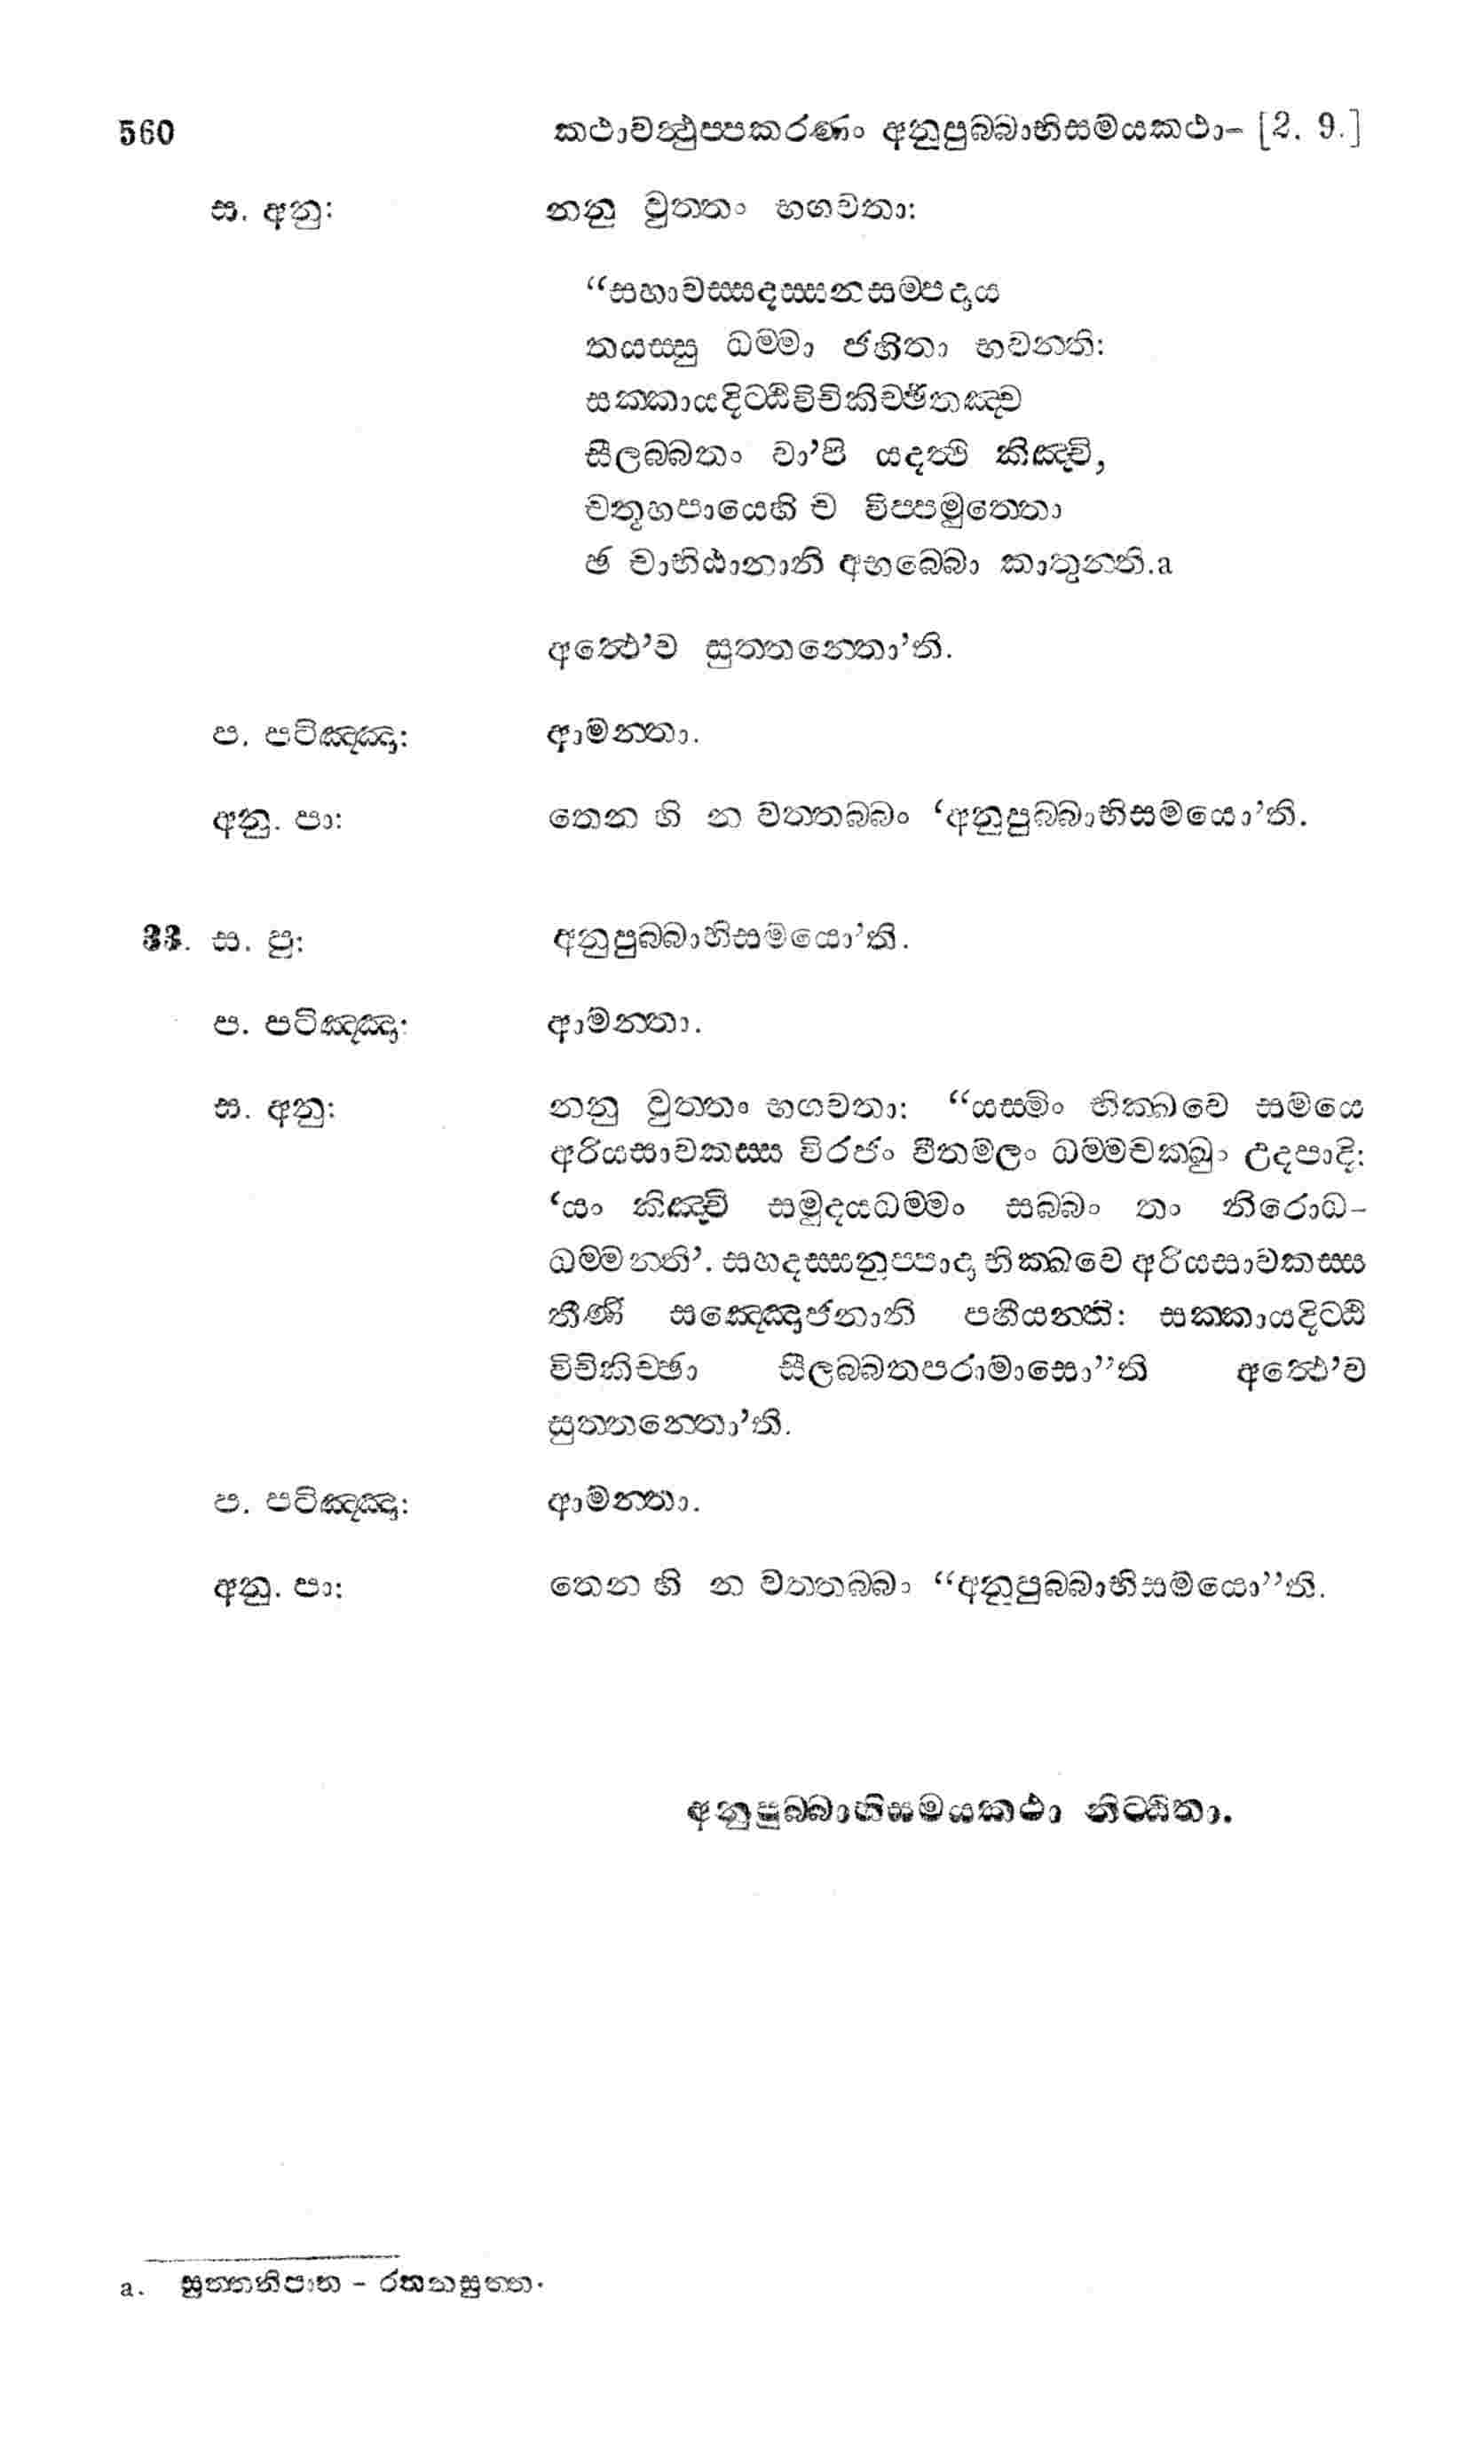 560 කථාවත්‍ථුප‍්පකරණං අනුපුබ‍්බාභිසමයකථා- [2. 9.]
ස. අනු: නනු වුත‍්තං භගවතා:
“සහාවස‍්සදස‍්සනසම‍්පදාය
තයස‍්සු ධම‍්මා ජහිතා භවන‍්ති:
සක‍්කායදිට‍්ඨිවිචිකිච‍්ඡිතඤ‍්ච
සීලබ‍්බතං වා’පි යදත්‍ථි කිඤ‍්චි,
චතූහපායෙහි ච විප‍්පමුත‍්තො
ඡ චාභිඨානානි අභබ‍්බො කාතුන‍්ති.a
අත්‍ථෙ’ව සුත‍්තන‍්තො’ති.
ප. පටිඤ‍්ඤා: ආමන‍්තා.
අනු. පා: තෙන හි න වත‍්තබ‍්බං ‘අනුපුබ‍්බාභිසමයො’ති.
33. ස. පු: අනුපුබ‍්බාභිසමයො’ති.
ප. පටිඤ‍්ඤා: ආමන‍්තා.
ස. අනු: නනු වුත‍්තං භගවතා: “යස‍්මිං භික‍්ඛවෙ සමයෙ
අරියසාවකස‍්ස විරජං වීතමලං ධම‍්මචක‍්ඛුං උදපාදි:
‘යං කිඤ‍්චි සමුදයධම‍්මං සබ‍්බං තං නිරොධ-
ධම‍්මන‍්ති’. සහදස‍්සනුප‍්පාදා භික‍්ඛවෙ අරියසාවකස‍්ස
තීණි සඤ‍්ඤොජනානි පහීයන‍්ති: සක‍්කායදිට‍්ඨි
විචිකිච‍්ඡා සීලබ‍්බතපරාමාසො”ති අත්‍ථෙ’ව
සුත‍්තන‍්තො’ති.
ප. පටිඤ‍්ඤා: ආමන‍්තා.
අනු. පා: තෙන හි න වත‍්තබ‍්බං “අනුපුබ‍්බාභිසමයො”ති.
අනුපුබ‍්බාභිසමයකථා නිට‍්ඨිතා.
a. සුත‍්තනිපාත - රතනසුත‍්ත.